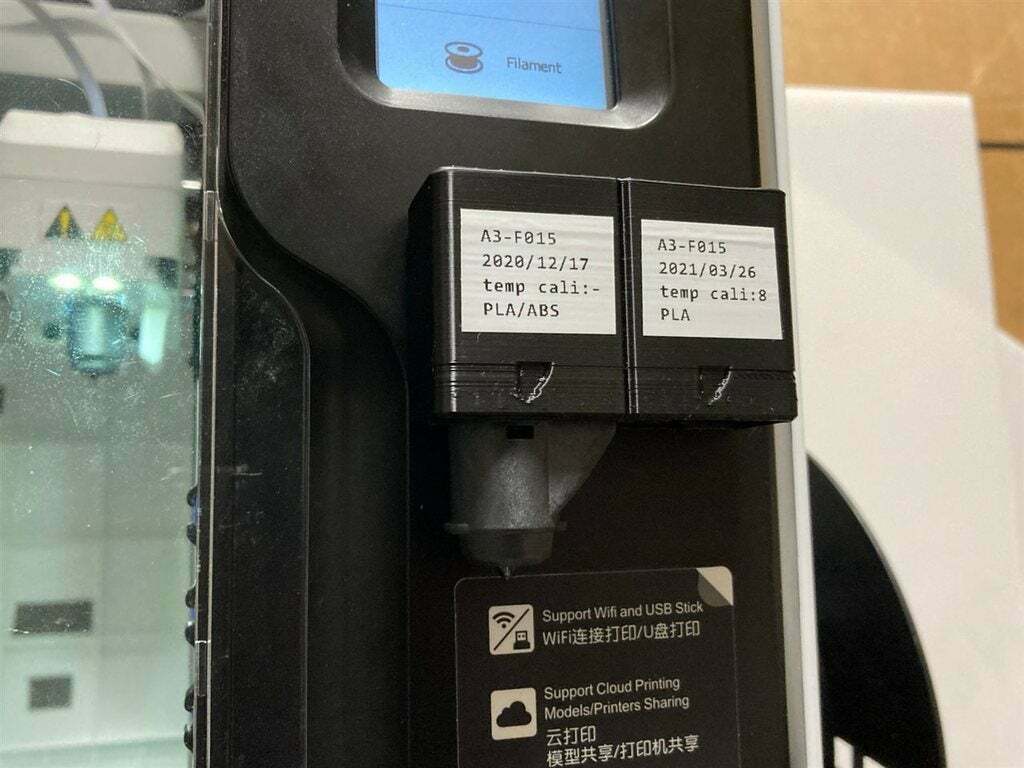 Filament
A3-F015
2020/12/17
temp cali:-
PLA/ABS
A3-F015
2021/03/26
temp cali:8
PLA
Support Wifi and USB Stick
WiFi连接打印/U盘打印
Support Cloud Printing
Models/Printers Sharing
云打印
模型共享/打印机共享